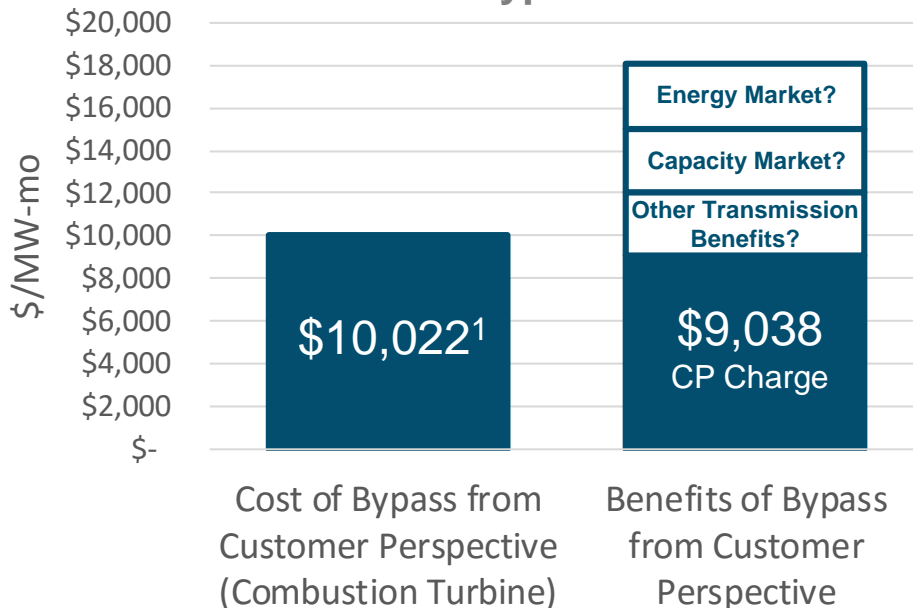 $20,000
$18,000
$16,000
$14,000
$12,000
$10,000
$8,000
$6,000
$4,000
$2,000
$-
$/MW-mo
$10,022¹
Energy Market?
Capacity Market?
Other Transmission
Benefits?
$9,038
CP Charge
Cost of Bypass from
Customer Perspective
(Combustion Turbine)
Benefits of Bypass
from Customer
Perspective